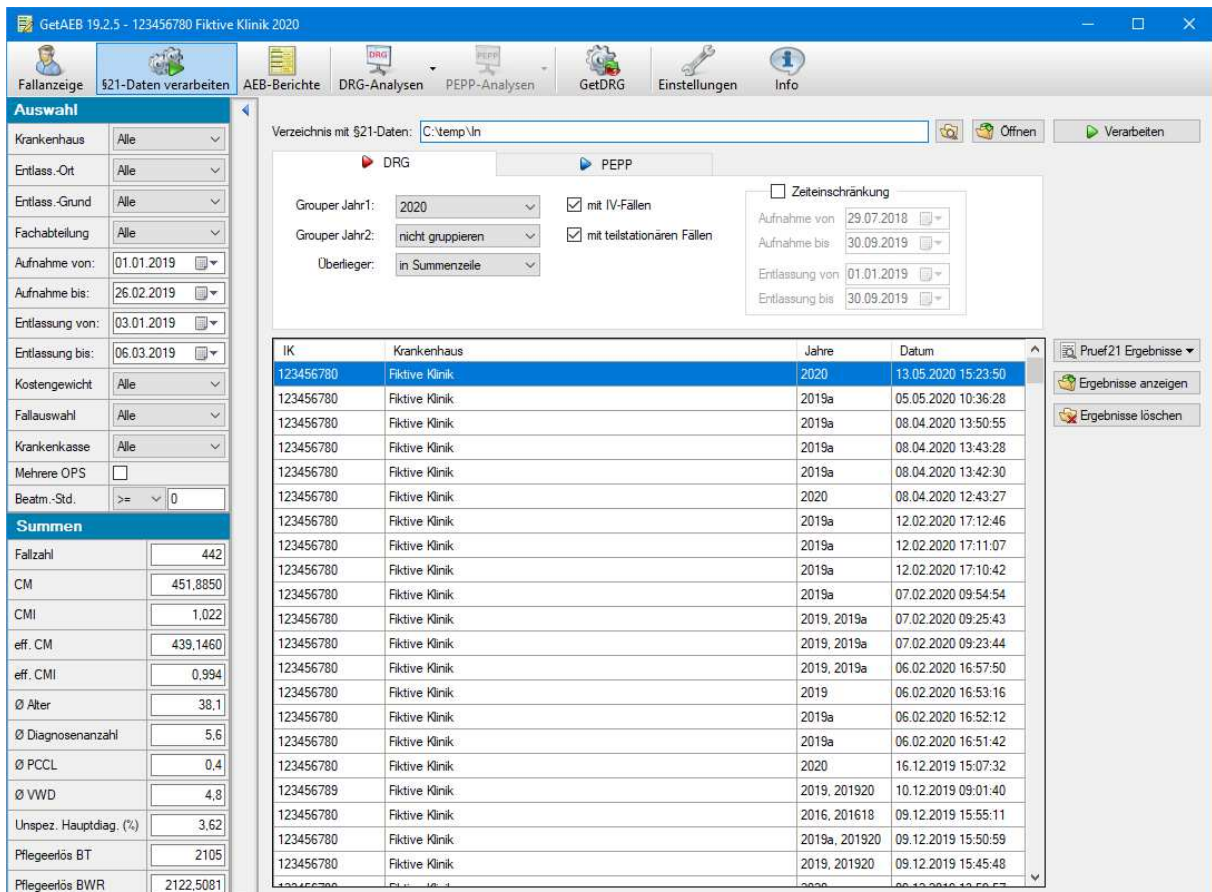 GetAEB 19.2.5 - 123456780 Fiktive Klinik 2020
Fallanzeige §21-Daten verarbeiten AEB-Berichte DRG-Analysen PEPP-Analysen GetDRG Einstellungen Info
Auswahl
Krankenhaus Alle
Entlass.-Ort Alle
Entlass.-Grund Alle
Fachabteilung Alle
Aufnahme von: 01.01.2019
Aufnahme bis: 26.02.2019
Entlassung von: 03.01.2019
Entlassung bis: 06.03.2019
Kostengewicht Alle
Fallauswahl Alle
Krankenkasse Alle
Mehrere OPS
Beatm.-Std. >= 0
Summen
Fallzahl 442
CM 451,8850
CMI 1,022
eff. CM 439,1460
eff. CMI 0,994
Ø Alter 38,1
Ø Diagnosenanzahl 5,6
Ø PCCL 0,4
Ø VWD 4,8
Unspez. Hauptdiag. (%) 3,62
Pflegeerlös BT 2105
Pflegeerlös BWR 2122,5081
Verzeichnis mit §21-Daten: C:\temp\In Öffnen Verarbeiten
DRG PEPP
Grouper Jahr1: 2020 mit IV-Fällen
Grouper Jahr2: nicht gruppieren mit teilstationären Fällen
Überlieger: in Summenzeile
Zeiteinschränkung
Aufnahme von 29.07.2018
Aufnahme bis 30.09.2019
Entlassung von 01.01.2019
Entlassung bis 30.09.2019
IK Krankenhaus Jahre Datum
123456780 Fiktive Klinik 2020 13.05.2020 15:23:50
123456780 Fiktive Klinik 2019a 05.05.2020 10:36:28
123456780 Fiktive Klinik 2019a 08.04.2020 13:50:55
123456780 Fiktive Klinik 2019a 08.04.2020 13:43:28
123456780 Fiktive Klinik 2019a 08.04.2020 13:42:30
123456780 Fiktive Klinik 2020 08.04.2020 12:43:27
123456780 Fiktive Klinik 2019a 12.02.2020 17:12:46
123456780 Fiktive Klinik 2019a 12.02.2020 17:11:07
123456780 Fiktive Klinik 2019a 12.02.2020 17:10:42
123456780 Fiktive Klinik 2019a 07.02.2020 09:54:54
123456780 Fiktive Klinik 2019, 2019a 07.02.2020 09:25:43
123456780 Fiktive Klinik 2019, 2019a 07.02.2020 09:23:44
123456780 Fiktive Klinik 2019, 2019a 06.02.2020 16:57:50
123456780 Fiktive Klinik 2019 06.02.2020 16:53:16
123456780 Fiktive Klinik 2019a 06.02.2020 16:52:12
123456780 Fiktive Klinik 2019a 06.02.2020 16:51:42
123456780 Fiktive Klinik 2020 16.12.2019 15:07:32
123456789 Fiktive Klinik 2019, 201920 10.12.2019 09:01:40
123456780 Fiktive Klinik 2016, 201618 09.12.2019 15:55:11
123456780 Fiktive Klinik 2019a, 201920 09.12.2019 15:50:59
123456780 Fiktive Klinik 2019, 201920 09.12.2019 15:45:48
Pruef21 Ergebnisse
Ergebnisse anzeigen
Ergebnisse löschen